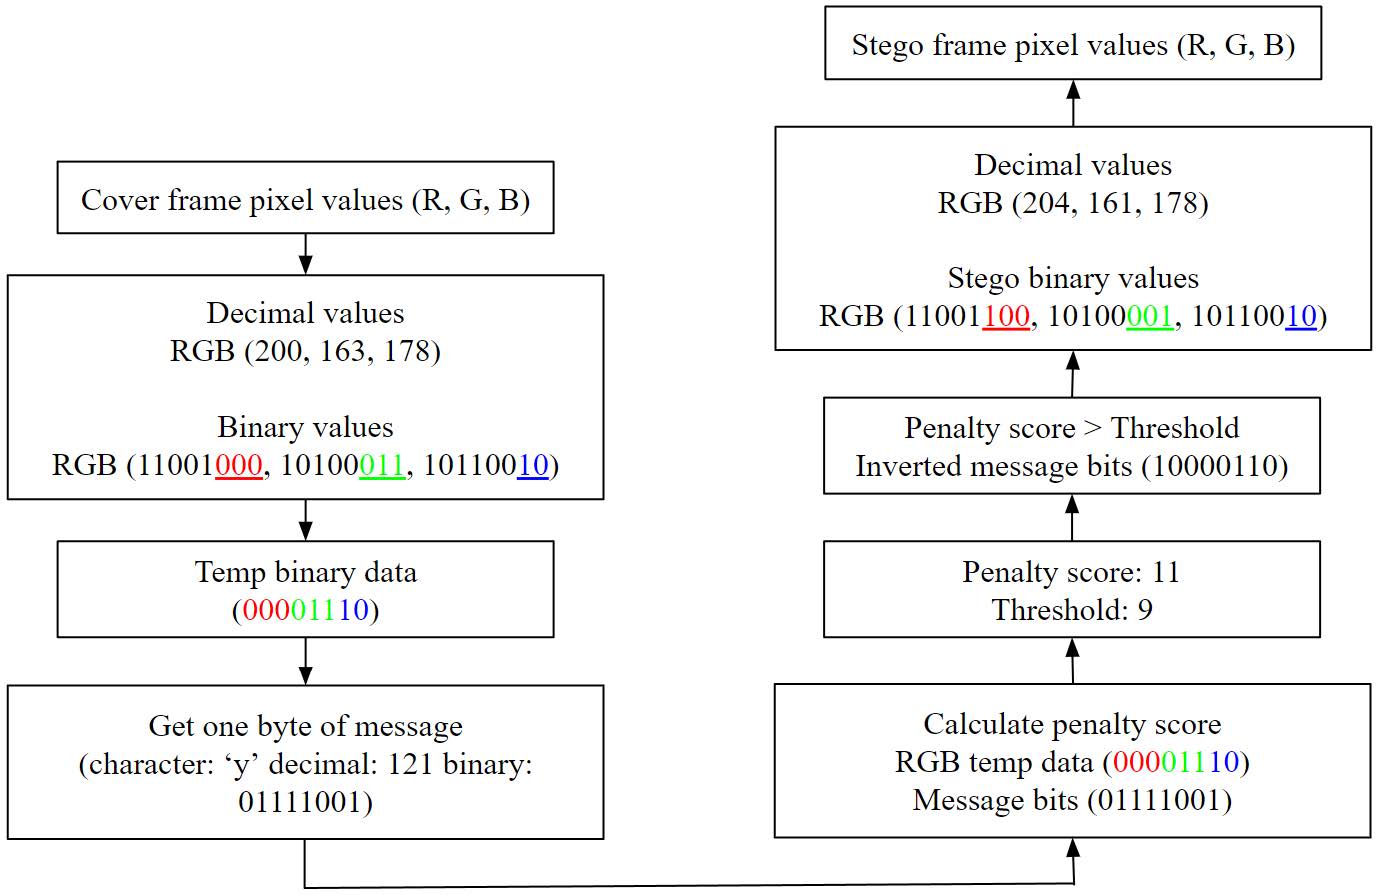 Cover frame pixel values (R, G, B)
Decimal values
RGB (200, 163, 178)
Binary values
RGB (11001000, 10100011, 10110010)
Temp binary data
(00001110)
Get one byte of message
(character: ‘y’ decimal: 121 binary:
01111001)
Calculate penalty score
RGB temp data (00001110)
Message bits (01111001)
Penalty score: 11
Threshold: 9
Penalty score > Threshold
Inverted message bits (10000110)
Decimal values
RGB (204, 161, 178)
Stego binary values
RGB (11001100, 10100001, 10110010)
Stego frame pixel values (R, G, B)